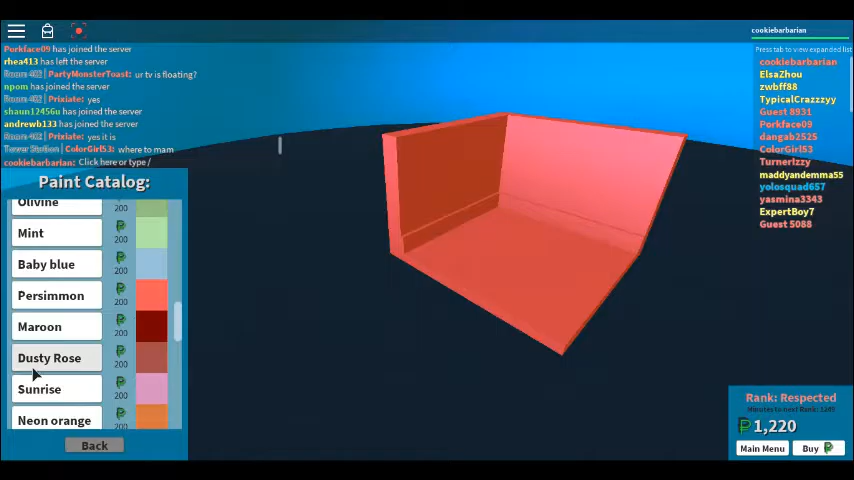 cookiebarbarian
Press tab to view expanded list
Porkface09 has joined the server
rhea413 has left the server
PartyMonsterToast: ur tv is floating?
npom has joined the server
Prixiate: yes
shaun12456u has joined the server
andrewb133 has joined the server
Prixiate: yes it is
ColorGirl53: where to mam
cookiebarbarian: Click here or type /
cookiebarbarian
ElsaZhou
zwbff88
TypicalCrazzzyy
Guest 8931
Porkface09
dangab2525
ColorGirl53
TurnerIzzy
maddyandemma55
yolosquad657
yasmina3343
ExpertBoy7
Guest 5088
Paint Catalog:
Olivine
200
Mint
200
Baby blue
200
Persimmon
200
Maroon
200
Dusty Rose
200
Sunrise
200
Neon orange
200
Back
Rank: Respected
1,220
Main Menu
Buy